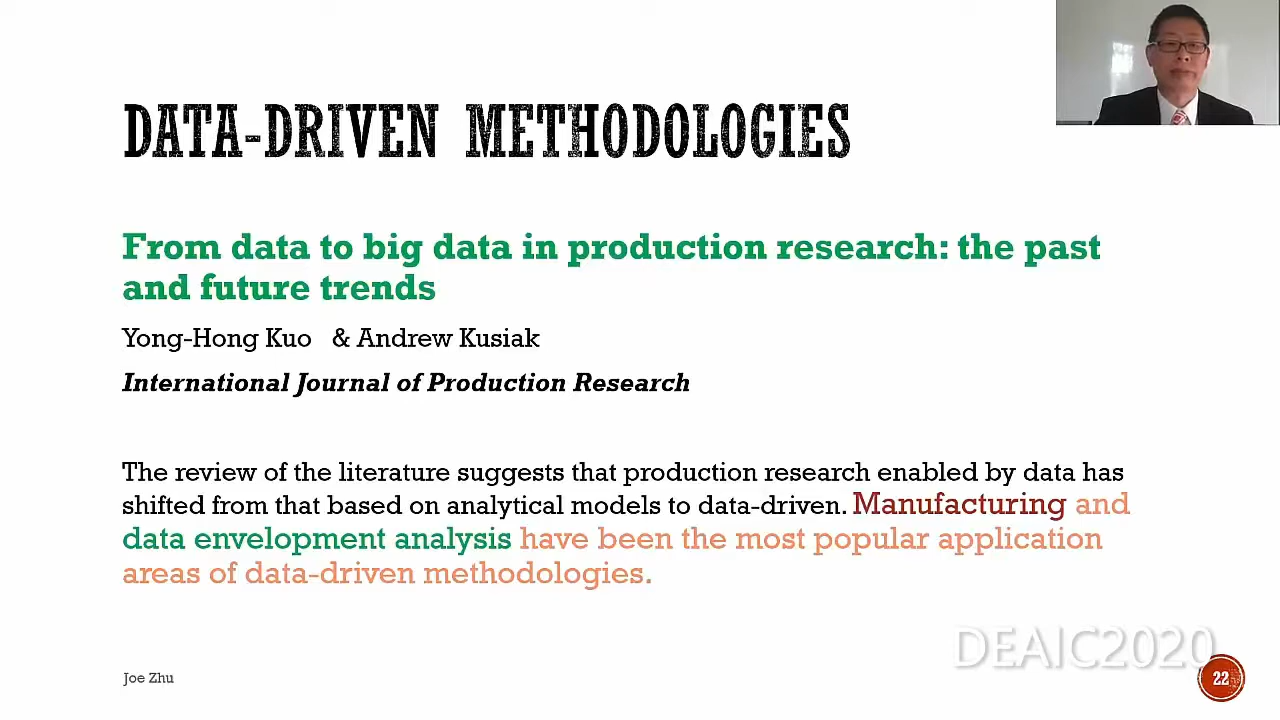 DATA-DRIVEN METHODOLOGIES
From data to big data in production research: the past
and future trends
Yong-Hong Kuo & Andrew Kusiak
International Journal of Production Research
The review of the literature suggests that production research enabled by data has
shifted from that based on analytical models to data-driven. Manufacturing and
data envelopment analysis have been the most popular application
areas of data-driven methodologies.
DEAIC2020
Joe Zhu
22